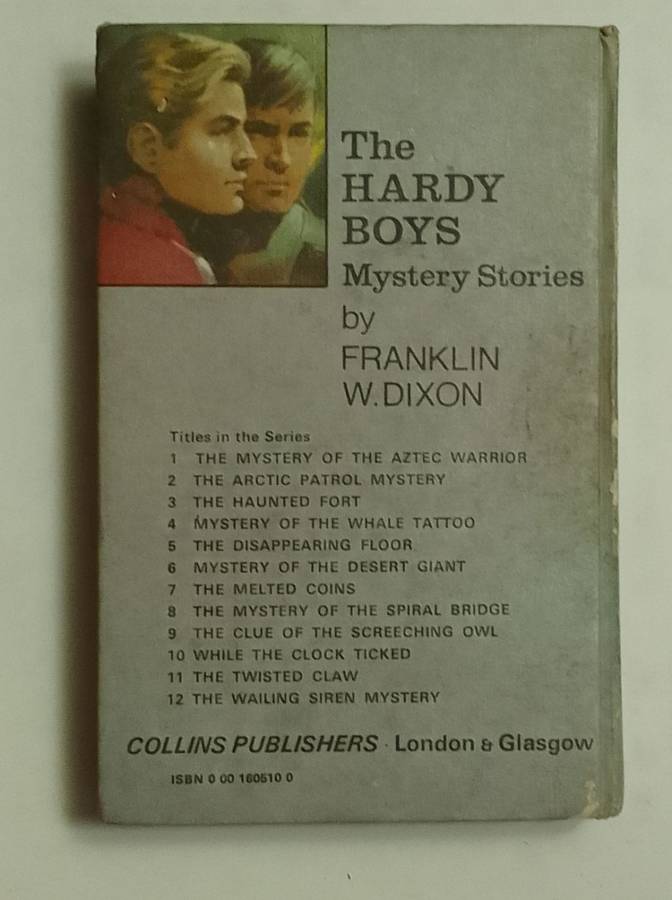 The
HARDY
BOYS
Mystery Stories
by
FRANKLIN
W.DIXON
Titles in the Series
1 THE MYSTERY OF THE AZTEC WARRIOR
2 THE ARCTIC PATROL MYSTERY
3 THE HAUNTED FORT
4 MYSTERY OF THE WHALE TATTOO
5 THE DISAPPEARING FLOOR
6 MYSTERY OF THE DESERT GIANT
7 THE MELTED COINS
8 THE MYSTERY OF THE SPIRAL BRIDGE
9 THE CLUE OF THE SCREECHING OWL
10 WHILE THE CLOCK TICKED
11 THE TWISTED CLAW
12 THE WAILING SIREN MYSTERY
COLLINS PUBLISHERS · London & Glasgow
ISBN 0 00 160510 0